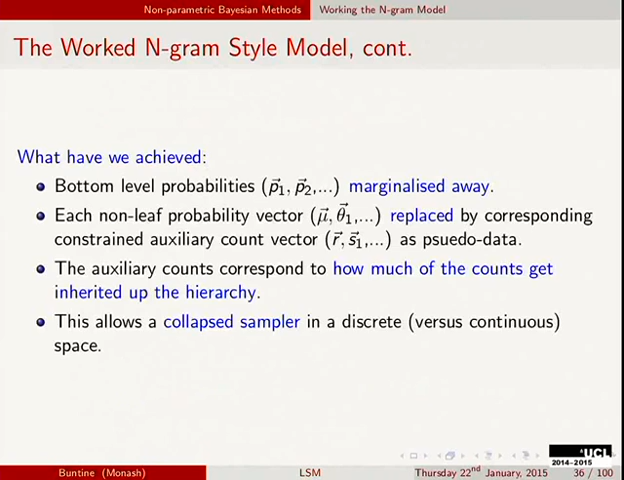 Non-parametric Bayesian Methods Working the N-gram Model
The Worked N-gram Style Model, cont.
What have we achieved:
Bottom level probabilities (p⃗1, p⃗2,...) marginalised away.
Each non-leaf probability vector (μ⃗, θ⃗1,...) replaced by corresponding
constrained auxiliary count vector (r⃗, s⃗1,...) as psuedo-data.
The auxiliary counts correspond to how much of the counts get
inherited up the hierarchy.
This allows a collapsed sampler in a discrete (versus continuous)
space.
UCL
2014-2015
Buntine (Monash) LSM Thursday 22nd January, 2015 36 / 100